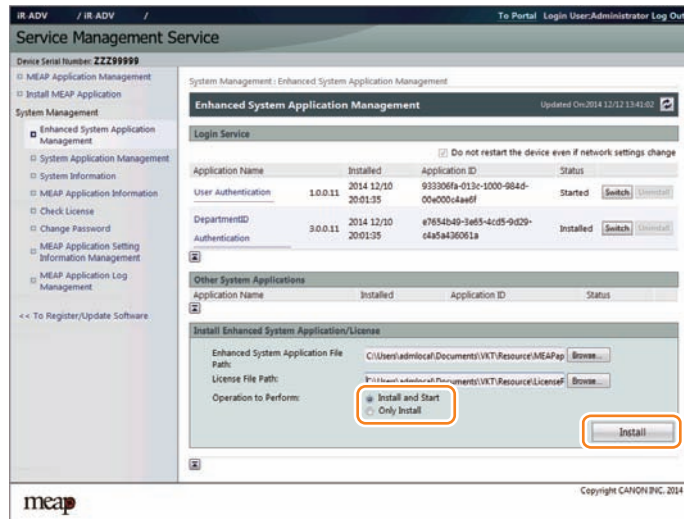 iR-ADV / iR-ADV /
To Portal Login User:Administrator Log Out
Service Management Service
Device Serial Number: ZZZ99999
MEAP Application Management
Install MEAP Application
System Management
Enhanced System Application
Management
System Application Management
System Information
MEAP Application Information
Check License
Change Password
MEAP Application Setting
Information Management
MEAP Application Log
Management
<< To Register/Update Software
System Management : Enhanced System Application Management
Enhanced System Application Management
Updated On:2014 12/12 13:41:02
Login Service
Do not restart the device even if network settings change
Application Name Installed Application ID Status
User Authentication 1.0.0.11 2014 12/10 20:01:35 933306fa-013c-1000-984d-00e000c4ae6f Started Switch Uninstall
DepartmentID Authentication 3.0.0.11 2014 12/10 20:01:35 e7654b49-3e65-4cd5-9d29-c4a5a436061a Installed Switch Uninstall
Other System Applications
Application Name Installed Application ID Status
Install Enhanced System Application/License
Enhanced System Application File
Path:
C:\Users\admlocal\Documents\VKT\Resource\MEAPap Browse...
License File Path: C:\Users\admlocal\Documents\VKT\Resource\LicenseF Browse...
Operation to Perform: Install and Start
Only Install
Install
meap
Copyright CANON INC. 2014